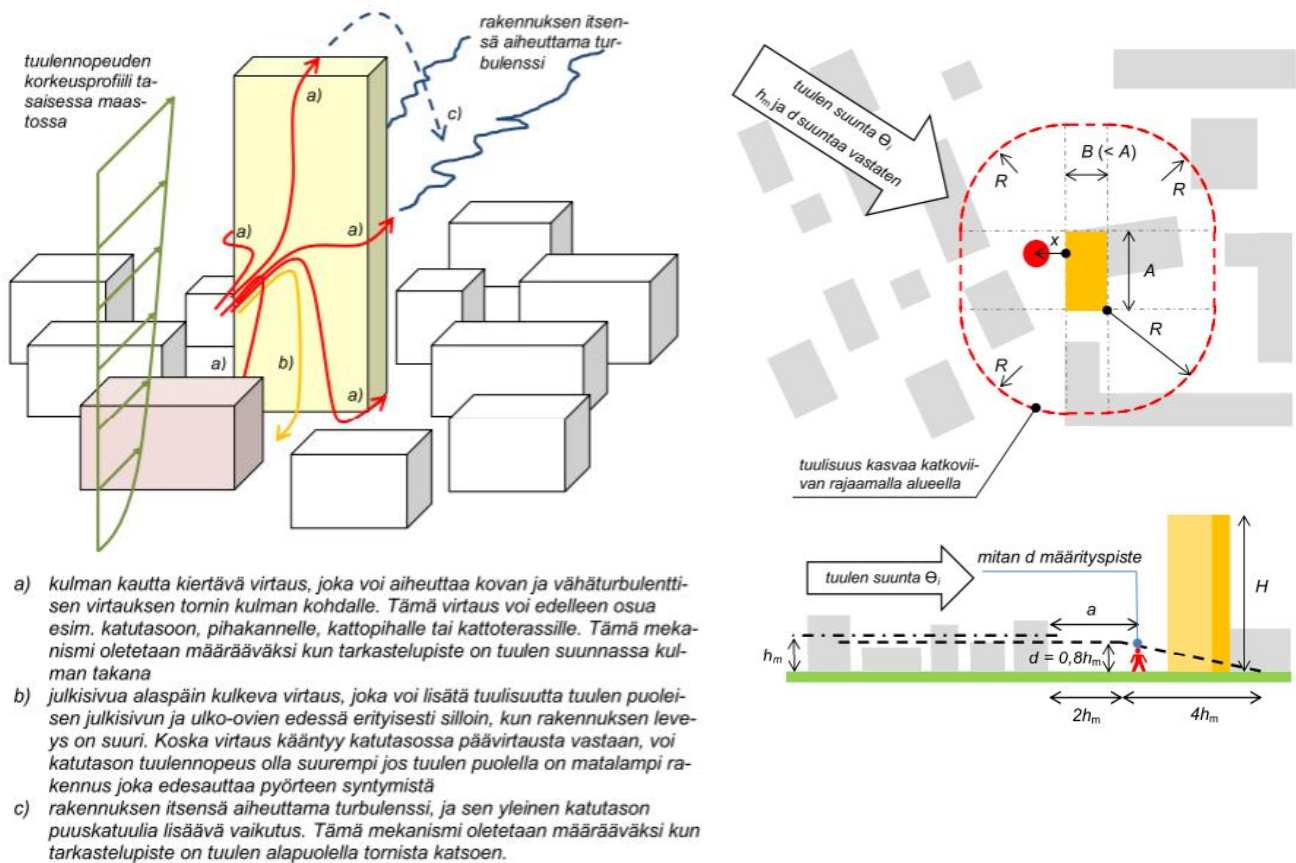 tuulennopeuden
korkeusprofiili ta-
saisessa maas-
tossa
rakennuksen itsen-
sä aiheuttama tur-
bulenssi
a)
c)
a)
a)
a)
b)
a)
tuulen suunta Θi
hm ja d suuntaa vastaten
B (< A)
R
R
x
A
R
R
tuulisuus kasvaa katkovii-
van rajaamalla alueella
tuulen suunta Θi
mitan d määrityspiste
a
H
hm
d = 0,8hm
2hm
4hm
a) kulman kautta kiertävä virtaus, joka voi aiheuttaa kovan ja vähäturbulentti-
sen virtauksen tornin kulman kohdalle. Tämä virtaus voi edelleen osua
esim. katutasoon, pihakannelle, kattopihalle tai kattoterassille. Tämä meka-
nismi oletetaan määrääväksi kun tarkastelupiste on tuulen suunnassa kul-
man takana
b) julkisivua alaspäin kulkeva virtaus, joka voi lisätä tuulisuutta tuulen puolei-
sen julkisivun ja ulko-ovien edessä erityisesti silloin, kun rakennuksen leve-
ys on suuri. Koska virtaus kääntyy katutasossa päävirtausta vastaan, voi
katutason tuulennopeus olla suurempi jos tuulen puolella on matalampi ra-
kennus joka edesauttaa pyörteen syntymistä
c) rakennuksen itsensä aiheuttama turbulenssi, ja sen yleinen katutason
puuskatuulia lisäävä vaikutus. Tämä mekanismi oletetaan määrääväksi kun
tarkastelupiste on tuulen alapuolella tornista katsoen.